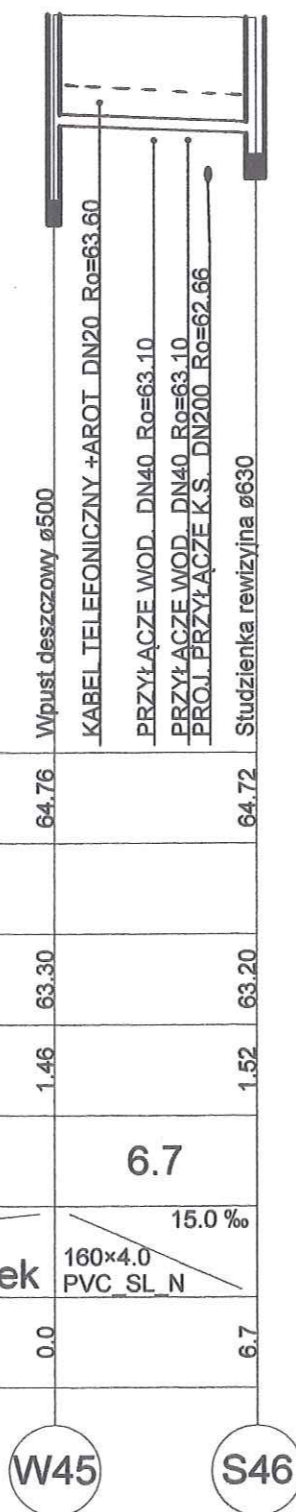 Wpust deszczowy ø500
KABEL TELEFONICZNY +AROT DN20 Ro=63.60
PRZYŁĄCZE WOD. DN40 Ro=63.10
PRZYŁĄCZE WOD. DN40 Ro=63.10
PROJ. PRZYŁĄCZE K.S. DN200 Ro=62.66
Studzienka rewizyjna ø630
64.76
64.72
63.30
63.20
1.46
1.52
6.7
15.0 ‰
ek
160×4.0
PVC_SL_N
0.0
6.7
W45
S46